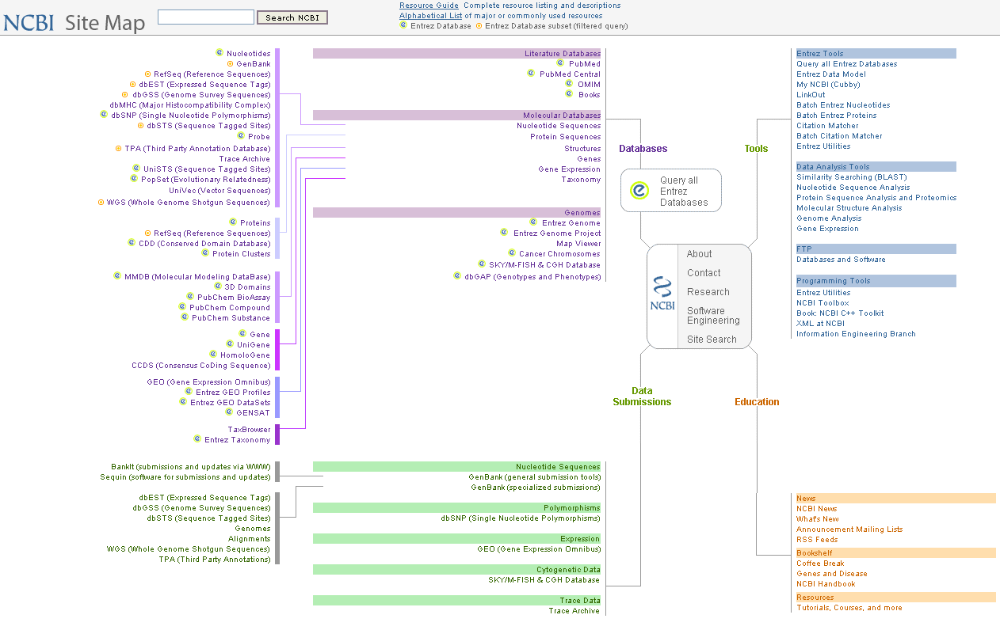 NCBI Site Map
Search NCBI
Resource Guide Complete resource listing and descriptions
Alphabetical List of major or commonly used resources
Entrez Database Entrez Database subset (filtered query)
Nucleotides
GenBank
RefSeq (Reference Sequences)
dbEST (Expressed Sequence Tags)
dbGSS (Genome Survey Sequences)
dbMHC (Major Histocompatibility Complex)
dbSNP (Single Nucleotide Polymorphisms)
dbSTS (Sequence Tagged Sites)
Probe
TPA (Third Party Annotation Database)
Trace Archive
UniSTS (Sequence Tagged Sites)
PopSet (Evolutionary Relatedness)
UniVec (Vector Sequences)
WGS (Whole Genome Shotgun Sequences)
Proteins
RefSeq (Reference Sequences)
CDD (Conserved Domain Database)
Protein Clusters
MMDB (Molecular Modeling DataBase)
3D Domains
PubChem BioAssay
PubChem Compound
PubChem Substance
Gene
UniGene
HomoloGene
CCDS (Consensus CoDing Sequence)
GEO (Gene Expression Omnibus)
Entrez GEO Profiles
Entrez GEO DataSets
GENSAT
TaxBrowser
Entrez Taxonomy
Literature Databases
PubMed
PubMed Central
OMIM
Books
Molecular Databases
Nucleotide Sequences
Protein Sequences
Structures
Genes
Gene Expression
Taxonomy
Genomes
Entrez Genome
Entrez Genome Project
Map Viewer
Cancer Chromosomes
SKY/M-FISH & CGH Database
dbGAP (Genotypes and Phenotypes)
Databases
Tools
Query all
Entrez
Databases
NCBI
About
Contact
Research
Software
Engineering
Site Search
Data
Submissions
Education
Entrez Tools
Query all Entrez Databases
Entrez Data Model
My NCBI (Cubby)
LinkOut
Batch Entrez Nucleotides
Batch Entrez Proteins
Citation Matcher
Batch Citation Matcher
Entrez Utilities
Data Analysis Tools
Similarity Searching (BLAST)
Nucleotide Sequence Analysis
Protein Sequence Analysis and Proteomics
Molecular Structure Analysis
Genome Analysis
Gene Expression
FTP
Databases and Software
Programming Tools
Entrez Utilities
NCBI Toolbox
Book: NCBI C++ Toolkit
XML at NCBI
Information Engineering Branch
BankIt (submissions and updates via WWW)
Sequin (software for submissions and updates)
dbEST (Expressed Sequence Tags)
dbGSS (Genome Survey Sequences)
dbSTS (Sequence Tagged Sites)
Genomes
Alignments
WGS (Whole Genome Shotgun Sequences)
TPA (Third Party Annotations)
Nucleotide Sequences
GenBank (general submission tools)
GenBank (specialized submissions)
Polymorphisms
dbSNP (Single Nucleotide Polymorphisms)
Expression
GEO (Gene Expression Omnibus)
Cytogenetic Data
SKY/M-FISH & CGH Database
Trace Data
Trace Archive
News
NCBI News
What's New
Announcement Mailing Lists
RSS Feeds
Bookshelf
Coffee Break
Genes and Disease
NCBI Handbook
Resources
Tutorials, Courses, and more